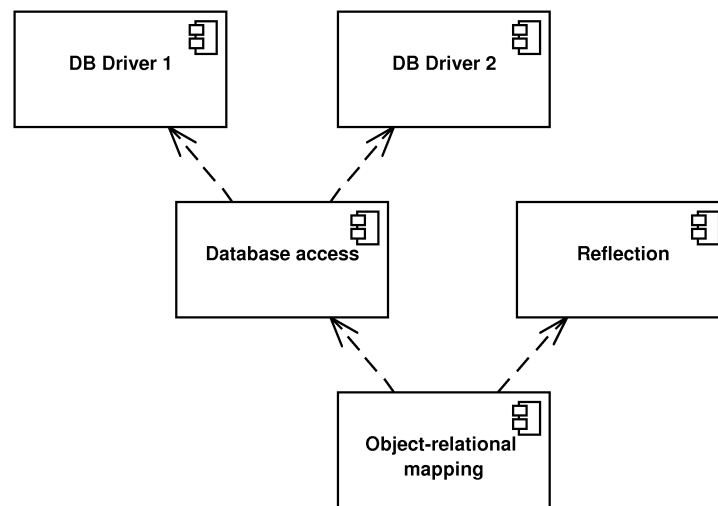 DB Driver 1
DB Driver 2
Database access
Reflection
Object-relational
mapping